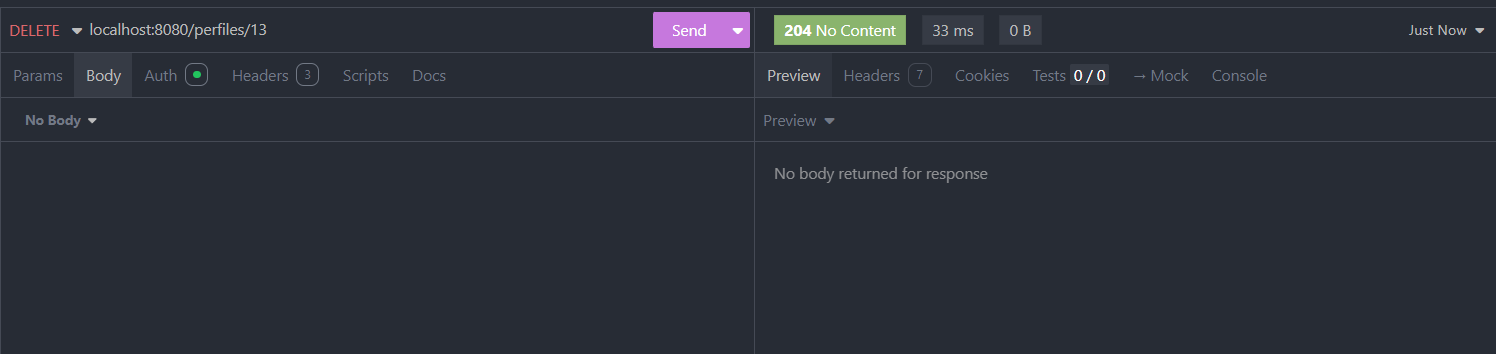 DELETE localhost:8080/perfiles/13 Send 204 No Content 33 ms 0 B Just Now
Params Body Auth Headers 3 Scripts Docs Preview Headers 7 Cookies Tests 0 / 0 → Mock Console
No Body Preview
No body returned for response